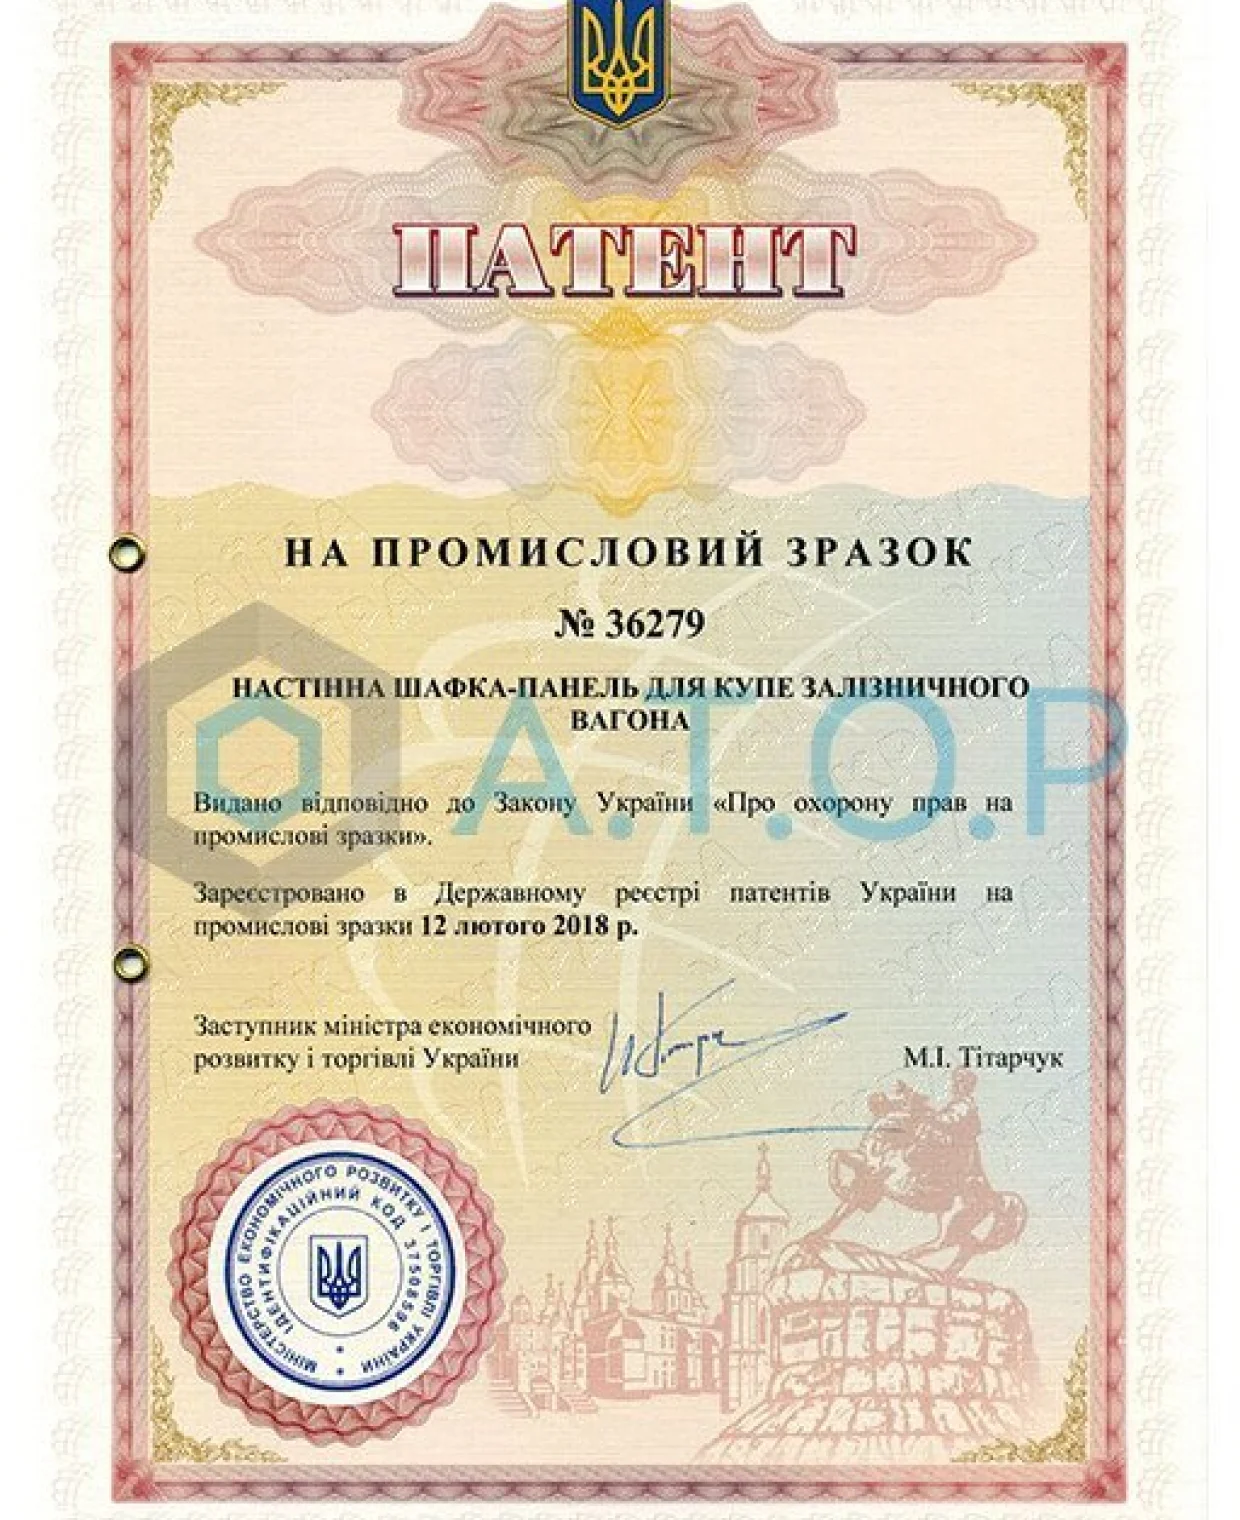 ПАТЕНТ
НА ПРОМИСЛОВИЙ ЗРАЗОК
№ 36279
НАСТІННА ШАФКА-ПАНЕЛЬ ДЛЯ КУПЕ ЗАЛІЗНИЧНОГО
ВАГОНА
A.T.O.P
Видано відповідно до Закону України «Про охорону прав на
промислові зразки».
Зареєстровано в Державному реєстрі патентів України на
промислові зразки 12 лютого 2018 р.
Заступник міністра економічного
розвитку і торгівлі України
М.І. Тітарчук
МІНІСТЕРСТВО ЕКОНОМІЧНОГО РОЗВИТКУ І ТОРГІВЛІ УКРАЇНИ
ІДЕНТИФІКАЦІЙНИЙ КОД 37508596